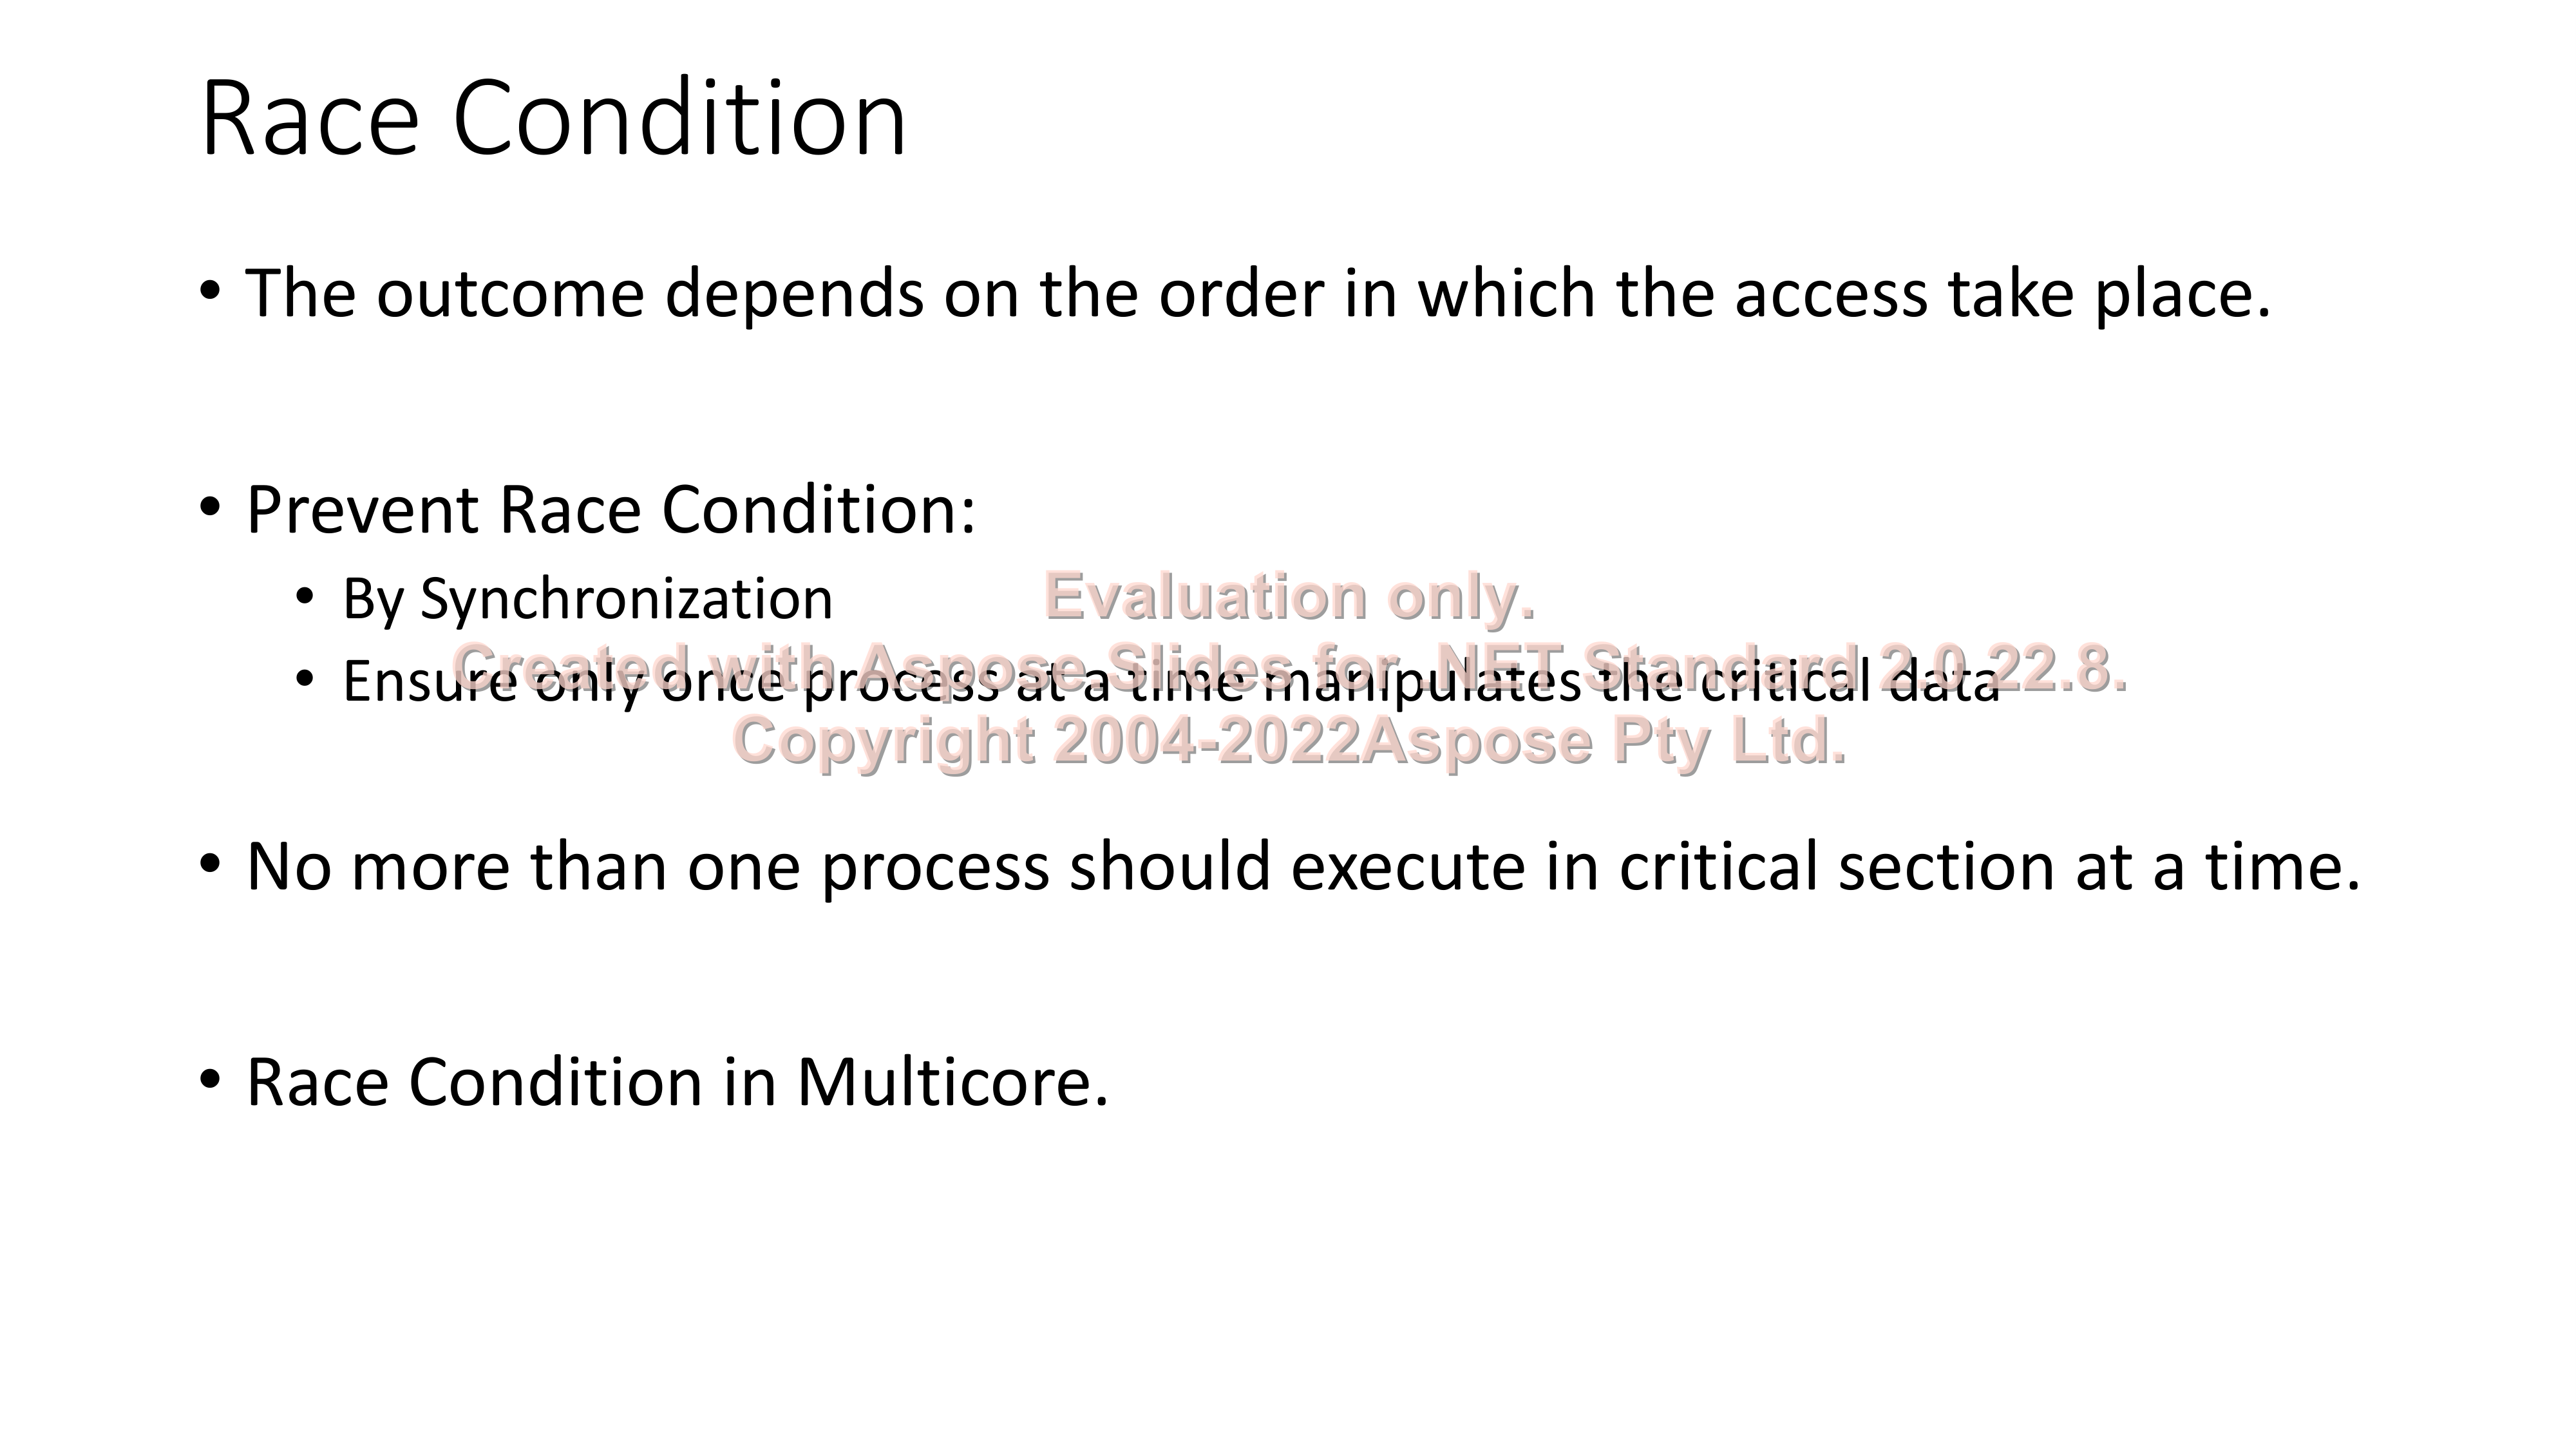 Race Condition
• The outcome depends on the order in which the access take place.
• Prevent Race Condition:
• By Synchronization
Evaluation only.
• Ensure only once process at a time manipulates the critical data
Created with Aspose.Slides for .NET Standard 2.0 22.8.
Copyright 2004-2022Aspose Pty Ltd.
• No more than one process should execute in critical section at a time.
• Race Condition in Multicore.